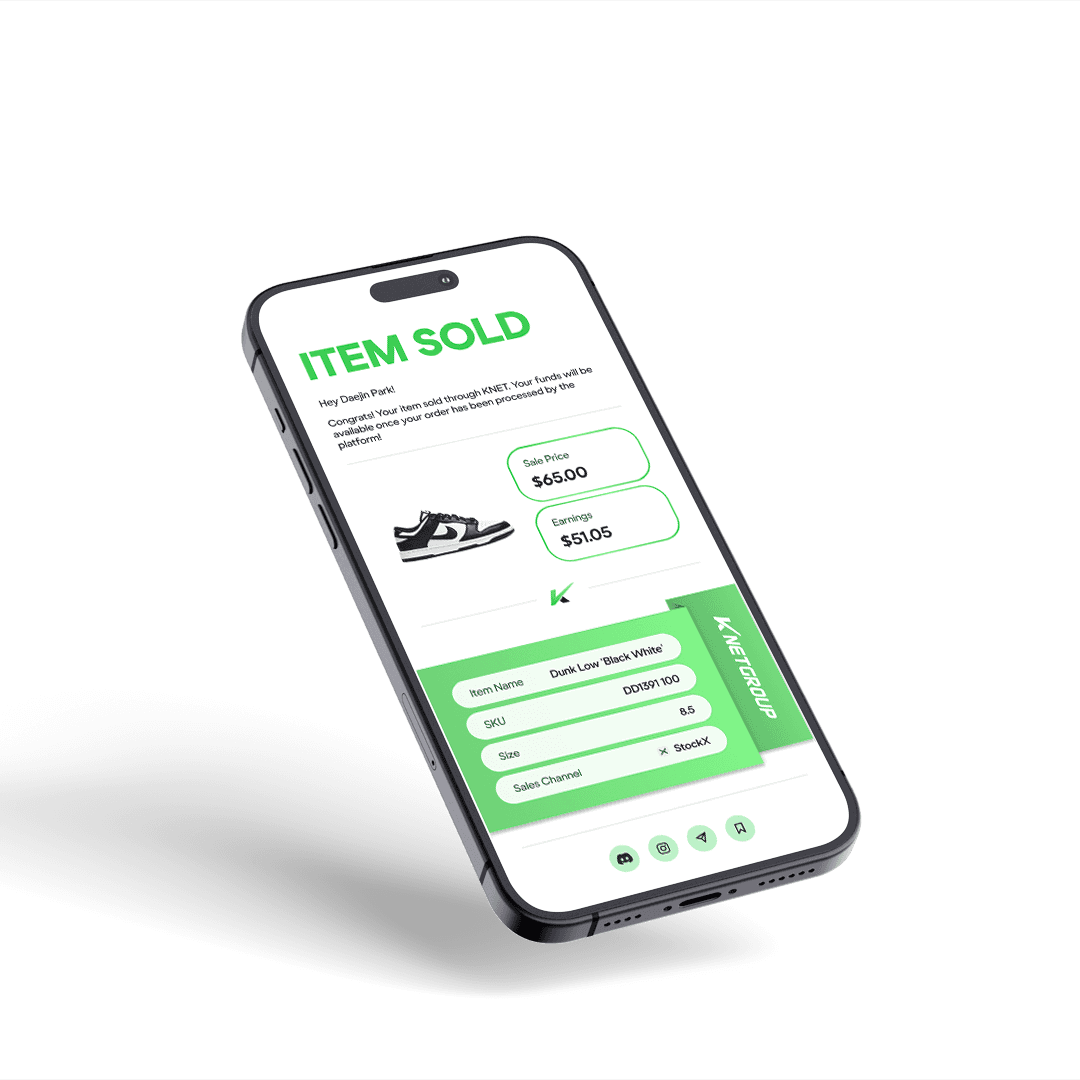 ITEM SOLD
Hey Daejin Park!
Congrats! Your item sold through KNET. Your funds will be
available once your order has been processed by the
platform!
Sale Price
$65.00
Earnings
$51.05
KNETGROUP
Item Name Dunk Low 'Black White'
SKU DD1391 100
Size 8.5
Sales Channel StockX